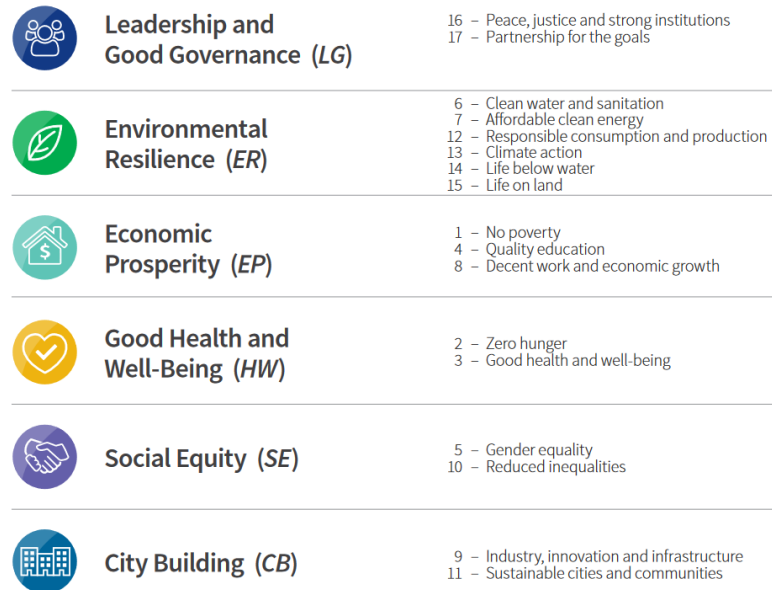 Leadership and
Good Governance (LG)
16 – Peace, justice and strong institutions
17 – Partnership for the goals
Environmental
Resilience (ER)
6 – Clean water and sanitation
7 – Affordable clean energy
12 – Responsible consumption and production
13 – Climate action
14 – Life below water
15 – Life on land
$
Economic
Prosperity (EP)
1 – No poverty
4 – Quality education
8 – Decent work and economic growth
Good Health and
Well-Being (HW)
2 – Zero hunger
3 – Good health and well-being
Social Equity (SE)
5 – Gender equality
10 – Reduced inequalities
City Building (CB)
9 – Industry, innovation and infrastructure
11 – Sustainable cities and communities